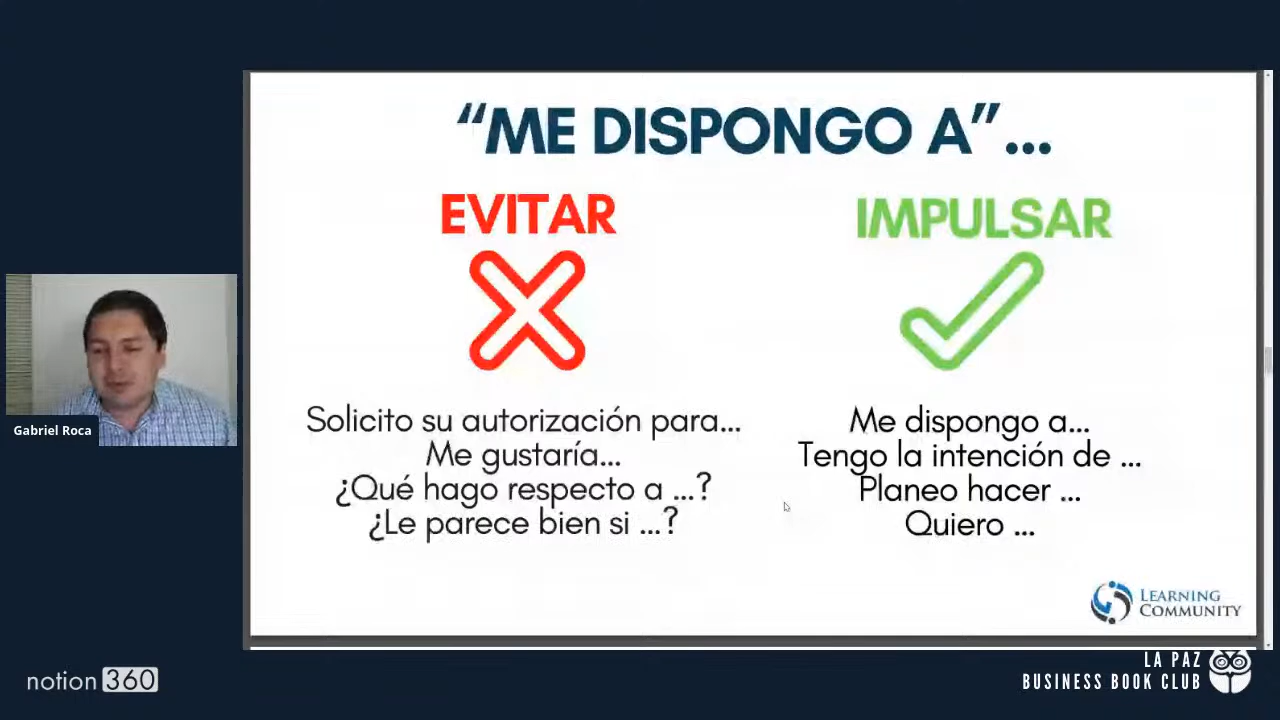 “ME DISPONGO A”...
EVITAR
IMPULSAR
Solicito su autorización para...
Me gustaría...
¿Qué hago respecto a ...?
¿Le parece bien si ...?
Me dispongo a...
Tengo la intención de ...
Planeo hacer ...
Quiero ...
Gabriel Roca
LEARNING
COMMUNITY
notion 360
LA PAZ
BUSINESS BOOK CLUB